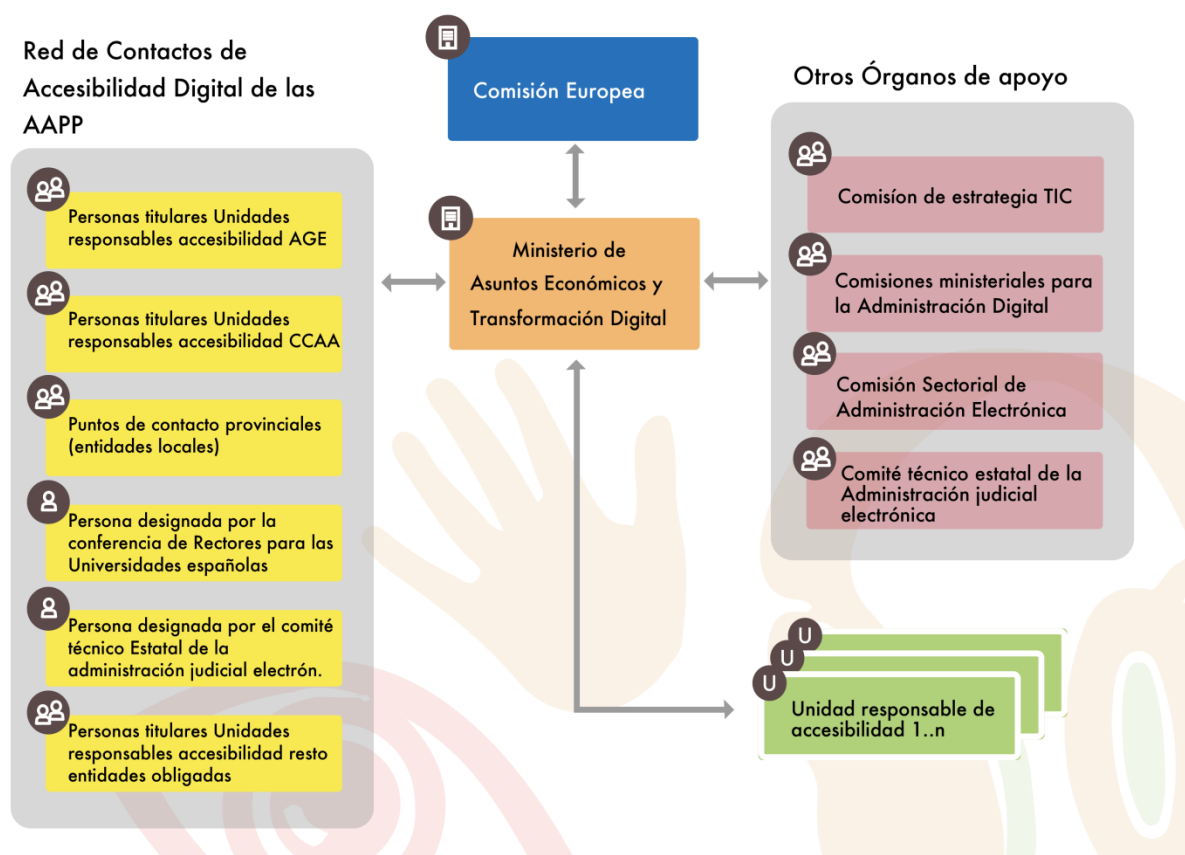 Red de Contactos de
Accesibilidad Digital de las
AAPP
Personas titulares Unidades
responsables accesibilidad AGE
Personas titulares Unidades
responsables accesibilidad CCAA
Puntos de contacto provinciales
(entidades locales)
Persona designada por la
conferencia de Rectores para las
Universidades españolas
Persona designada por el comité
técnico Estatal de la
administración judicial electrón.
Personas titulares Unidades
responsables accesibilidad resto
entidades obligadas
Comisión Europea
Ministerio de
Asuntos Económicos y
Transformación Digital
Otros Órganos de apoyo
Comisíon de estrategia TIC
Comisiones ministeriales para
la Administración Digital
Comisión Sectorial de
Administración Electrónica
Comité técnico estatal de la
Administración judicial
electrónica
U
U
U
Unidad responsable de
accesibilidad 1..n